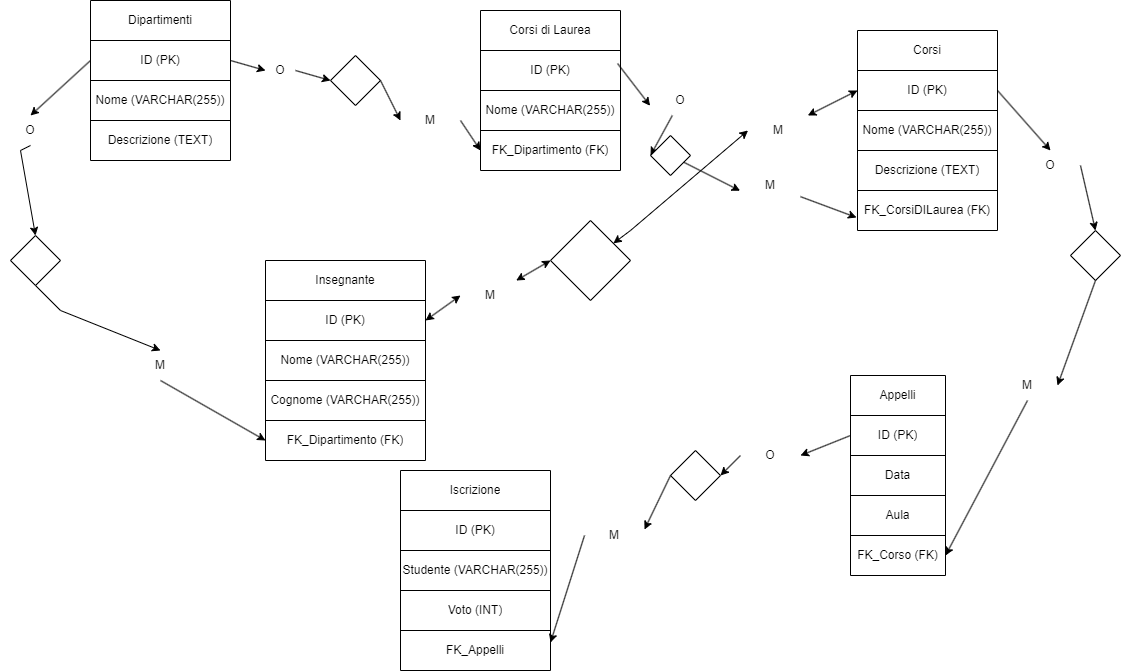 Dipartimenti
ID (PK)
Nome (VARCHAR(255))
Descrizione (TEXT)
O
M
Corsi di Laurea
ID (PK)
Nome (VARCHAR(255))
FK_Dipartimento (FK)
O
M
M
Corsi
ID (PK)
Nome (VARCHAR(255))
Descrizione (TEXT)
FK_CorsiDILaurea (FK)
O
O
M
Insegnante
ID (PK)
Nome (VARCHAR(255))
Cognome (VARCHAR(255))
FK_Dipartimento (FK)
M
M
Appelli
ID (PK)
Data
Aula
FK_Corso (FK)
O
M
Iscrizione
ID (PK)
Studente (VARCHAR(255))
Voto (INT)
FK_Appelli